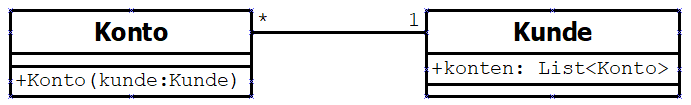 Konto
+Konto(kunde:Kunde)
* 1
Kunde
+konten: List<Konto>